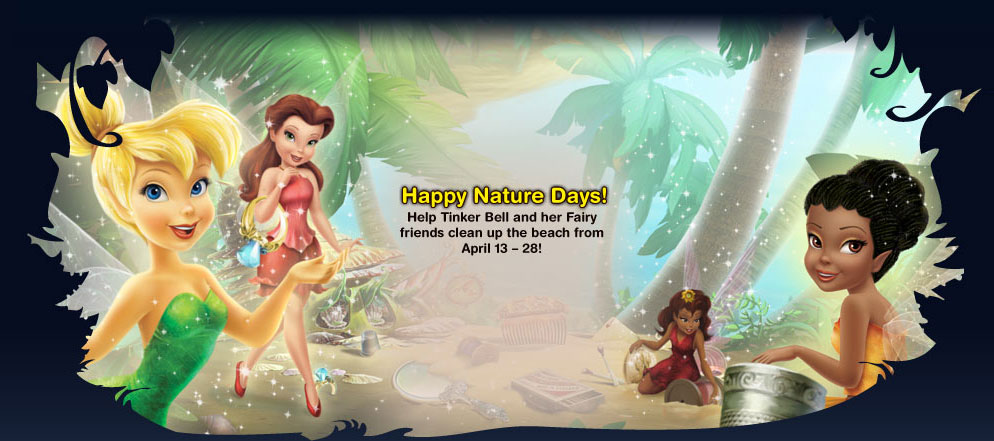 Happy Nature Days!
Help Tinker Bell and her Fairy
friends clean up the beach from
April 13 – 28!